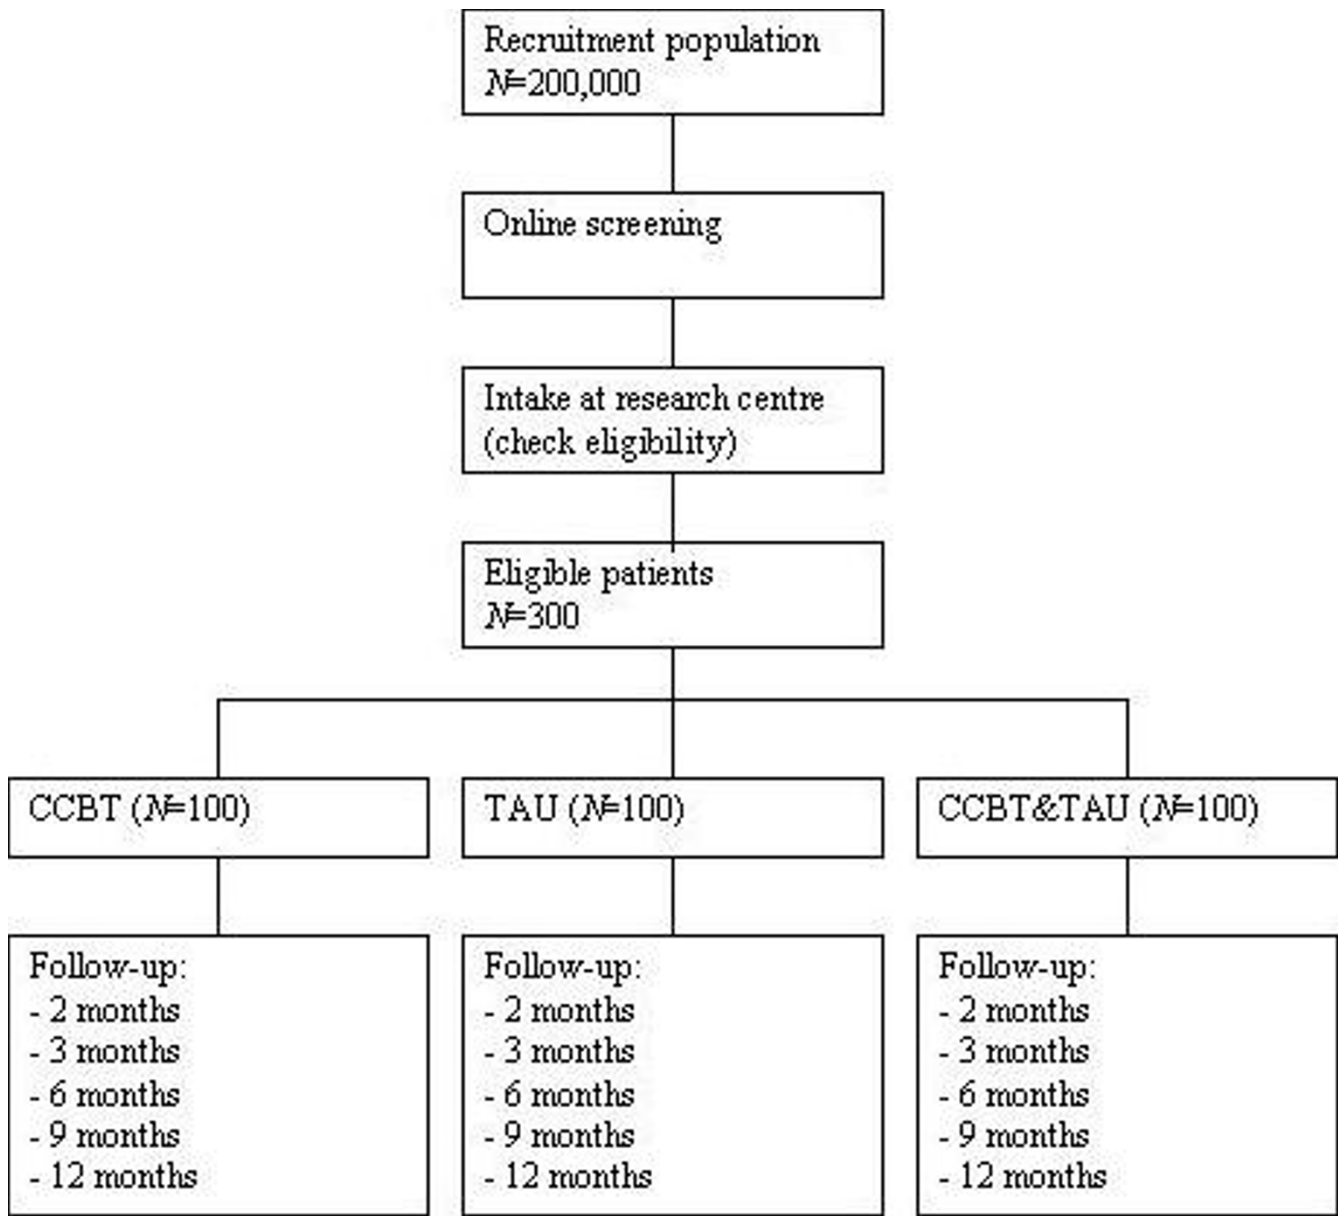 Recruitment population
N=200,000
Online screening
Intake at research centre
(check eligibility)
Eligible patients
N=300
CCBT (N=100)
TAU (N=100)
CCBT&TAU (N=100)
Follow-up:
- 2 months
- 3 months
- 6 months
- 9 months
- 12 months
Follow-up:
- 2 months
- 3 months
- 6 months
- 9 months
- 12 months
Follow-up:
- 2 months
- 3 months
- 6 months
- 9 months
- 12 months